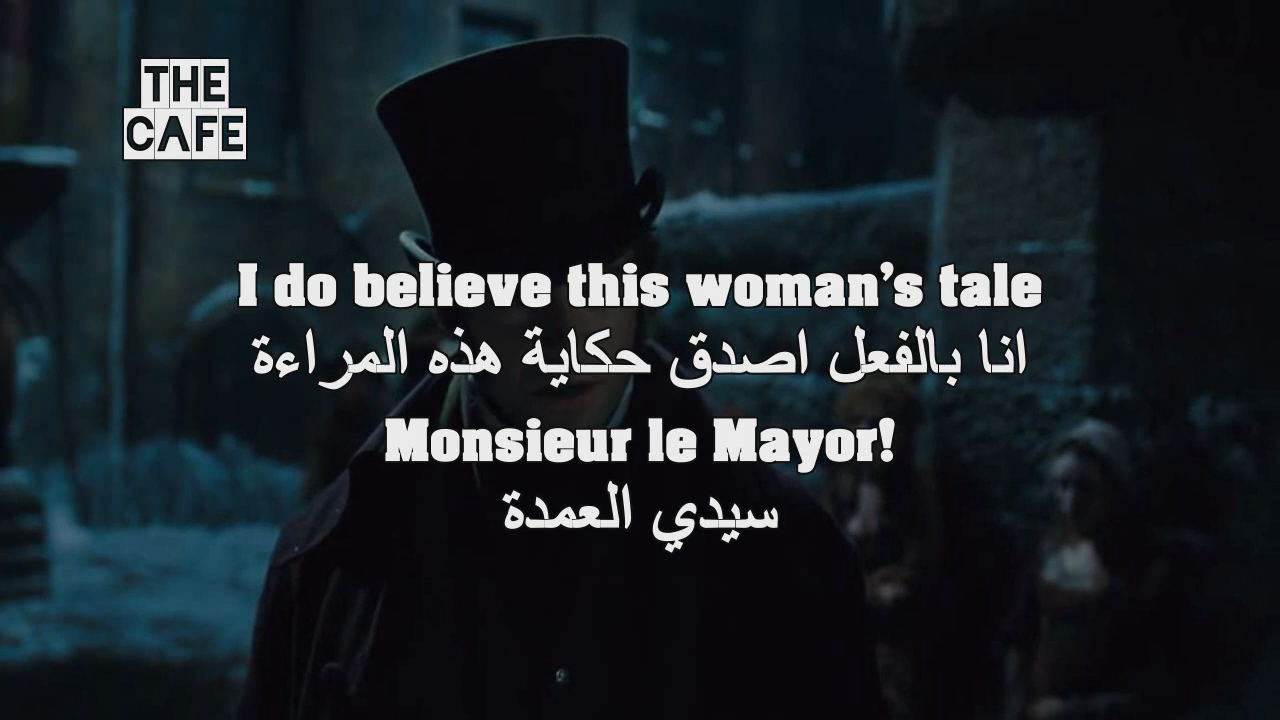 THE
CAFE
I do believe this woman’s tale
انا بالفعل اصدق حكاية هذه المراءة
Monsieur le Mayor!
سيدي العمدة